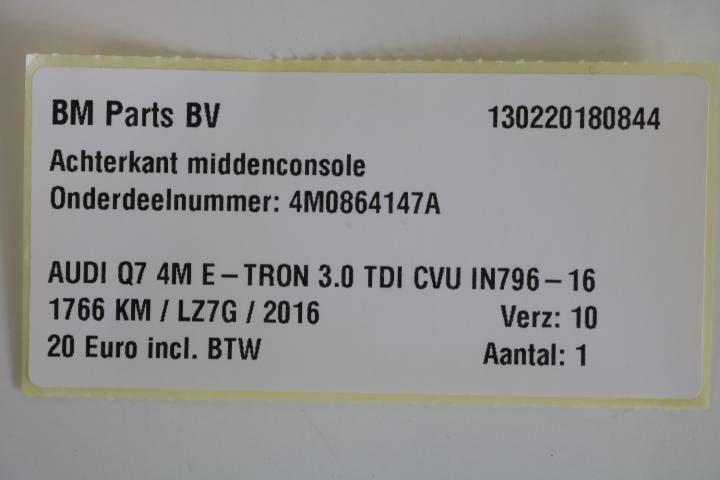 BM Parts BV 130220180844
Achterkant middenconsole
Onderdeelnummer: 4M0864147A
AUDI Q7 4M E-TRON 3.0 TDI CVU IN796-16
1766 KM / LZ7G / 2016 Verz: 10
20 Euro incl. BTW Aantal: 1